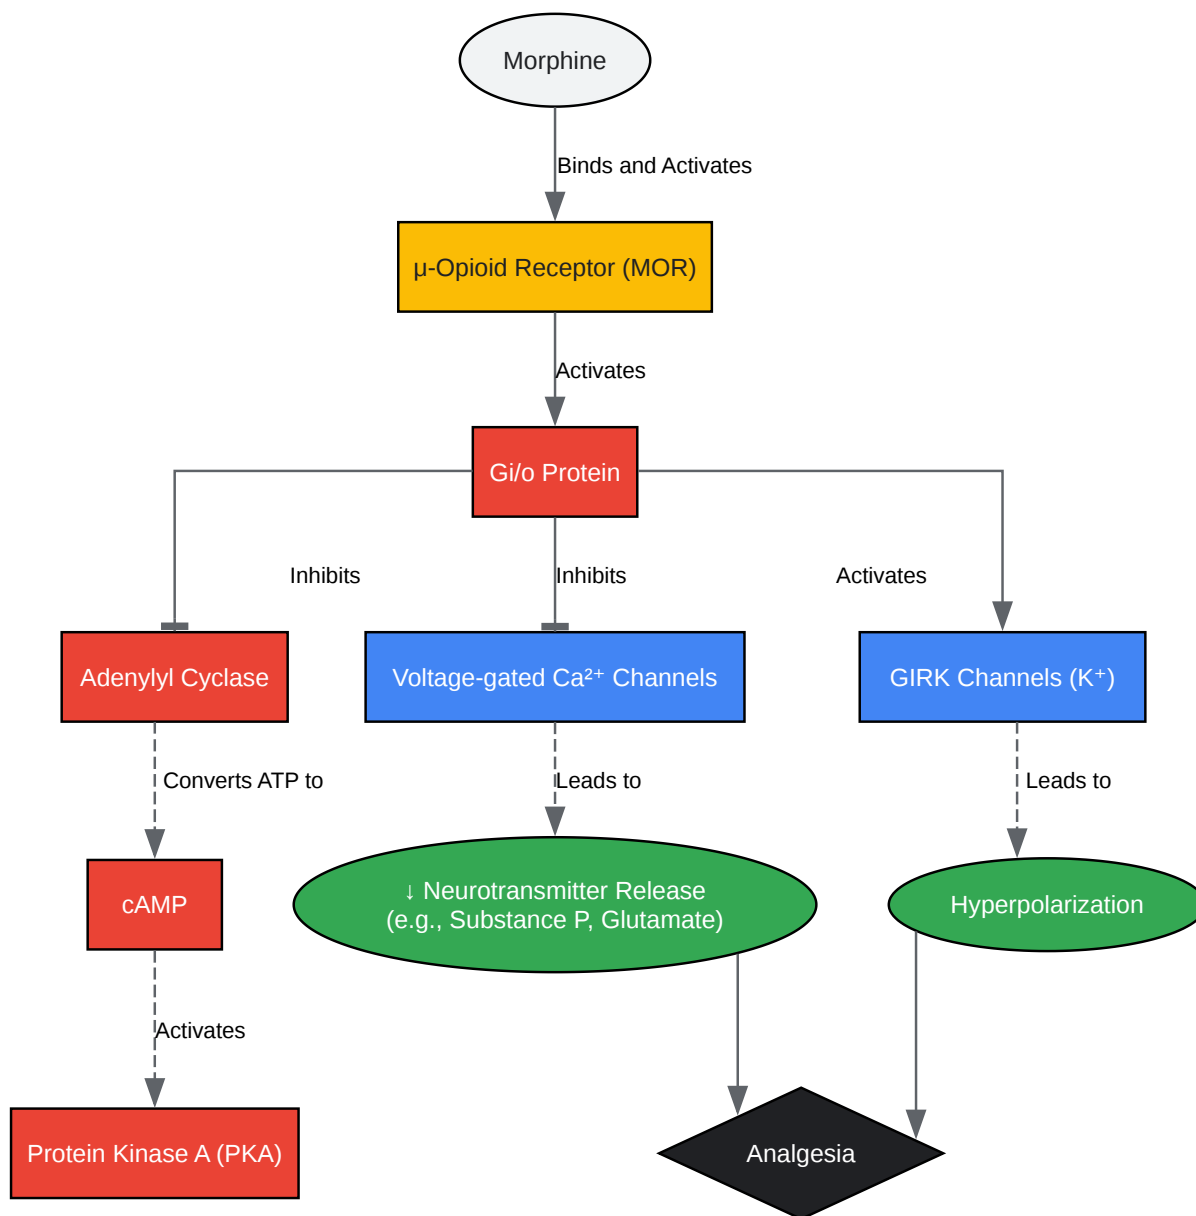 Morphine
Binds and Activates
μ-Opioid Receptor (MOR)
Activates
Gi/o Protein
Inhibits
Inhibits
Activates
Adenylyl Cyclase
Voltage-gated Ca²⁺ Channels
GIRK Channels (K⁺)
Converts ATP to
Leads to
Leads to
cAMP
↓ Neurotransmitter Release
(e.g., Substance P, Glutamate)
Hyperpolarization
Activates
Protein Kinase A (PKA)
Analgesia